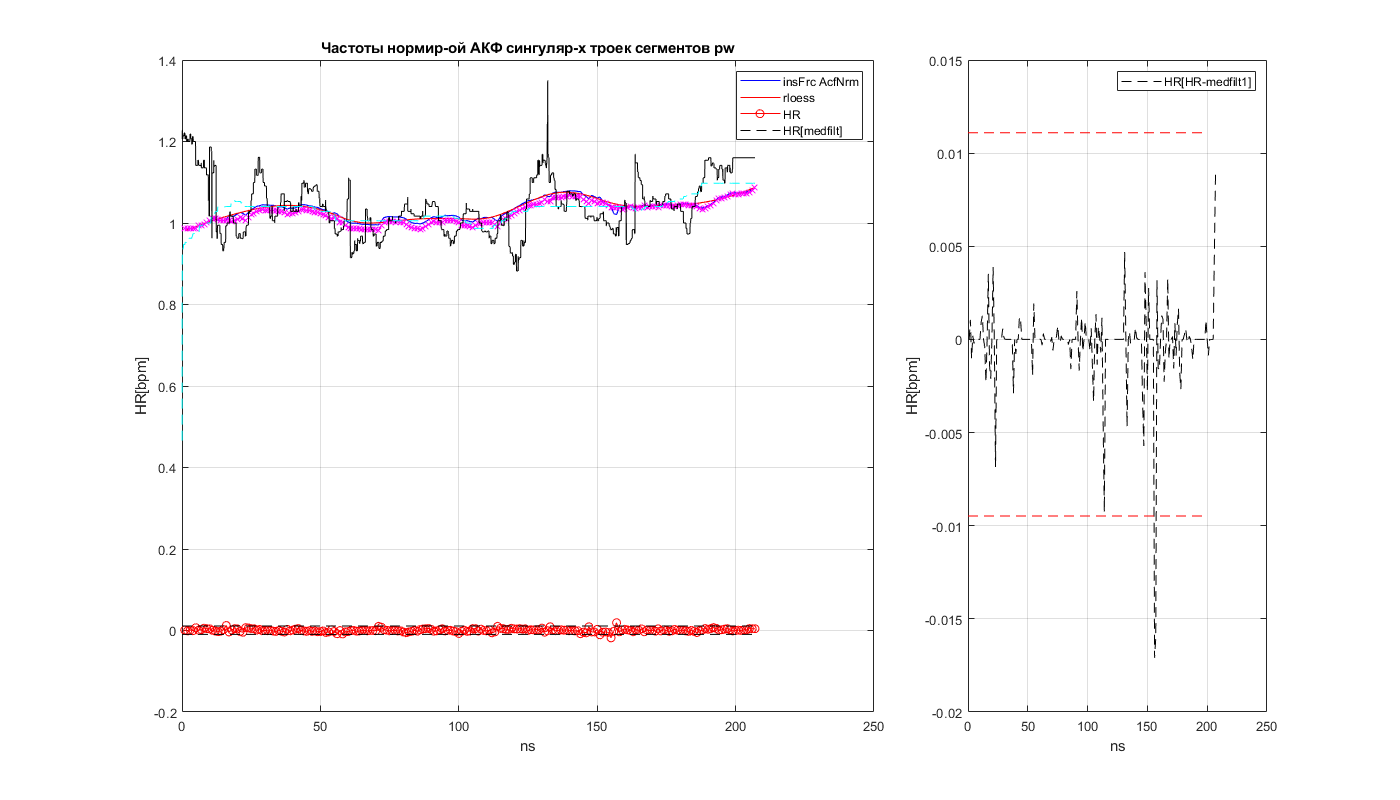 Частоты нормир-ой АКФ сингуляр-х троек сегментов pw
1.4
1.2
1
0.8
0.6
0.4
0.2
0
-0.2
HR[bpm]
0
50
100
150
200
250
ns
insFrc AcfNrm
rloess
HR
HR[medfilt]
0.015
0.01
0.005
0
-0.005
-0.01
-0.015
-0.02
HR[bpm]
0
50
100
150
200
250
ns
HR[HR-medfilt1]